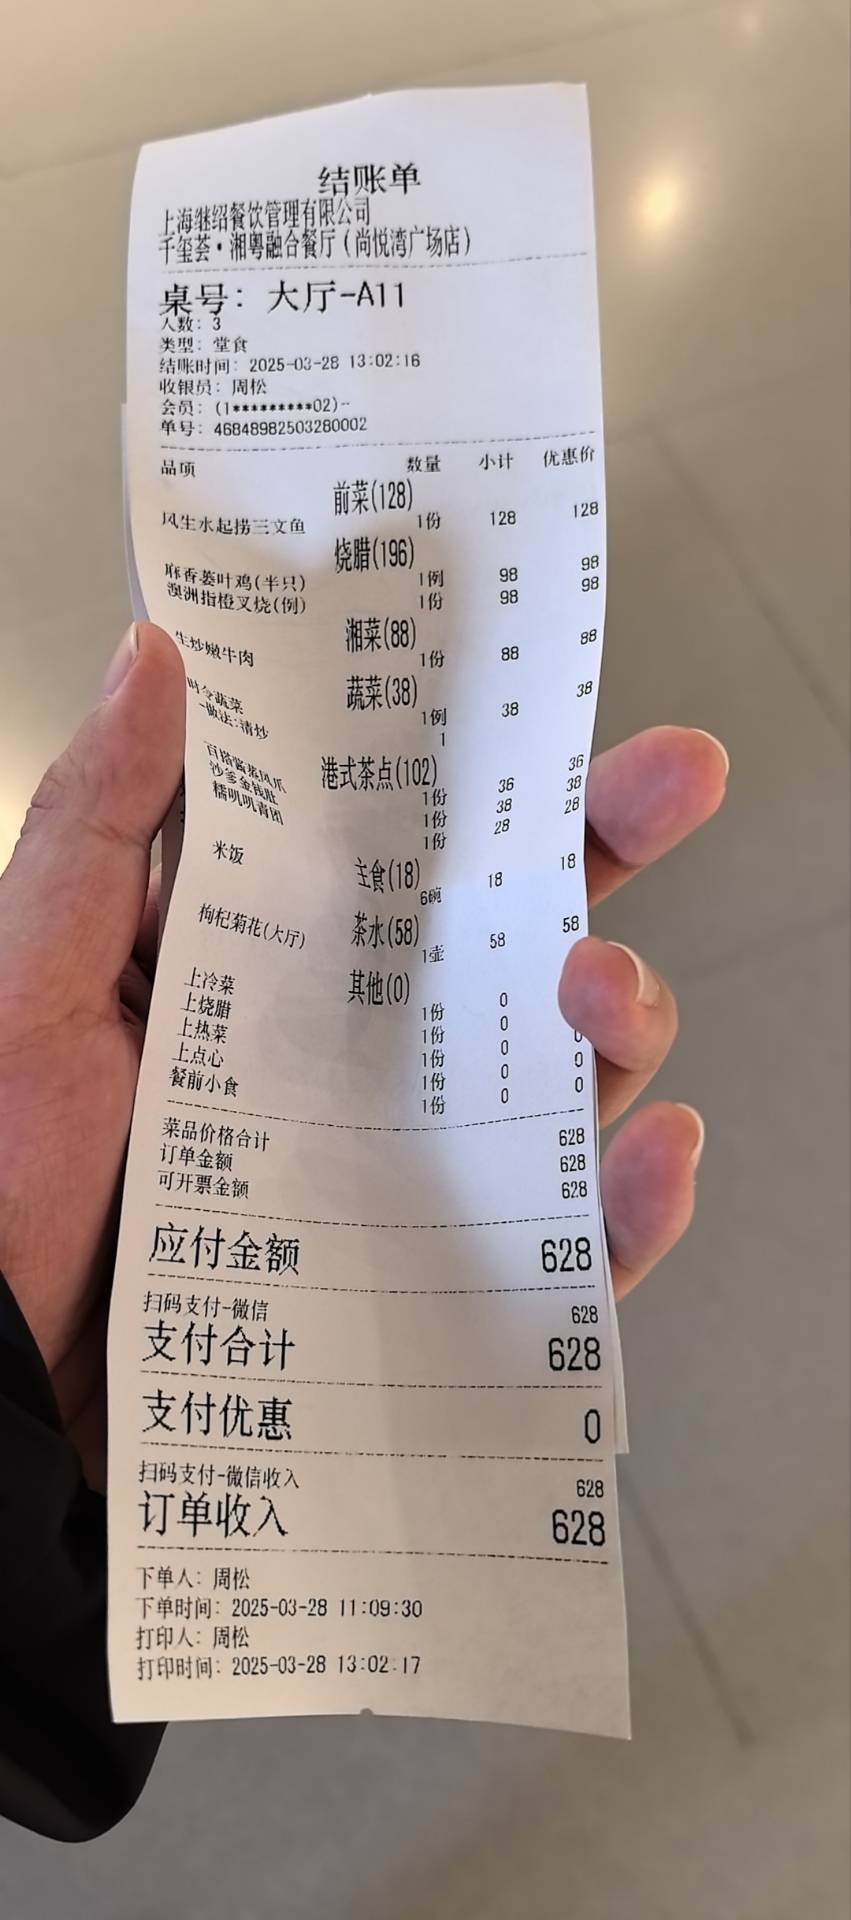 结账单
上海继绍餐饮管理有限公司
千玺荟·湘粤融合餐厅(尚悦湾广场店)
桌号: 大厅-A11
人数: 3
类型: 堂食
结账时间: 2025-03-28 13:02:16
收银员: 周松
会员: (1*********02)--
单号: 46848982503280002
品项 数量 小计 优惠价
前菜(128)
风生水起捞三文鱼 1份 128 128
烧腊(196)
麻香蒌叶鸡(半只) 1例 98 98
澳洲指橙叉烧(例) 1份 98 98
湘菜(88)
生炒嫩牛肉 1份 88 88
蔬菜(38)
时令蔬菜 1例 38 38
-做法:清炒 1
港式茶点(102)
百搭酱蒸凤爪 1份 36 36
沙爹金钱肚 1份 38 38
糯叽叽青团 1份 28 28
主食(18)
米饭 6碗 18 18
茶水(58)
枸杞菊花(大厅) 1壶 58 58
其他(0)
上冷菜 1份 0
上烧腊 1份 0
上热菜 1份 0 0
上点心 1份 0 0
餐前小食 1份 0 0
菜品价格合计 628
订单金额 628
可开票金额 628
应付金额 628
扫码支付-微信 628
支付合计 628
支付优惠 0
扫码支付-微信收入 628
订单收入 628
下单人: 周松
下单时间: 2025-03-28 11:09:30
打印人: 周松
打印时间: 2025-03-28 13:02:17